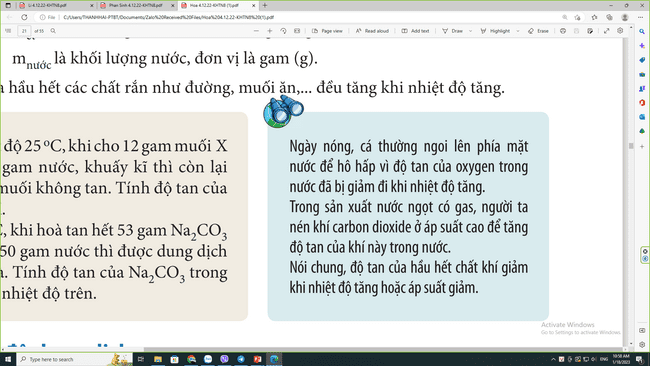 Li 4.12.22-KHTN8 (1).pdf
Phan Sinh 4.12.22-KHTN8 (1).pdf
Hoa 4.12.22-KHTN8 (1).pdf
File
C:/Users/THANHHAI-PTBT/Documents/Zalo%20Received%20Files/Hoa%204.12.22-KHTN8%20(1).pdf
21 of 55
Page view
Read aloud
Add text
Draw
Highlight
Erase
m nước là khối lượng nước, đơn vị là gam (g).
hầu hết các chất rắn như đường, muối ăn,... đều tăng khi nhiệt độ tăng.
độ 25 °C, khi cho 12 gam muối X
gam nước, khuấy kĩ thì còn lại
muối không tan. Tính độ tan của
C, khi hoà tan hết 53 gam Na₂CO₃
50 gam nước thì được dung dịch
a. Tính độ tan của Na₂CO₃ trong
nhiệt độ trên.
Ngày nóng, cá thường ngoi lên phía mặt
nước để hô hấp vì độ tan của oxygen trong
nước đã bị giảm đi khi nhiệt độ tăng.
Trong sản xuất nước ngọt có gas, người ta
nén khí carbon dioxide ở áp suất cao để tăng
độ tan của khí này trong nước.
Nói chung, độ tan của hầu hết chất khí giảm
khi nhiệt độ tăng hoặc áp suất giảm.
Activate Windows
Go to Settings to activate Windows.
Type here to search
ENG
10:58 AM
1/18/2023